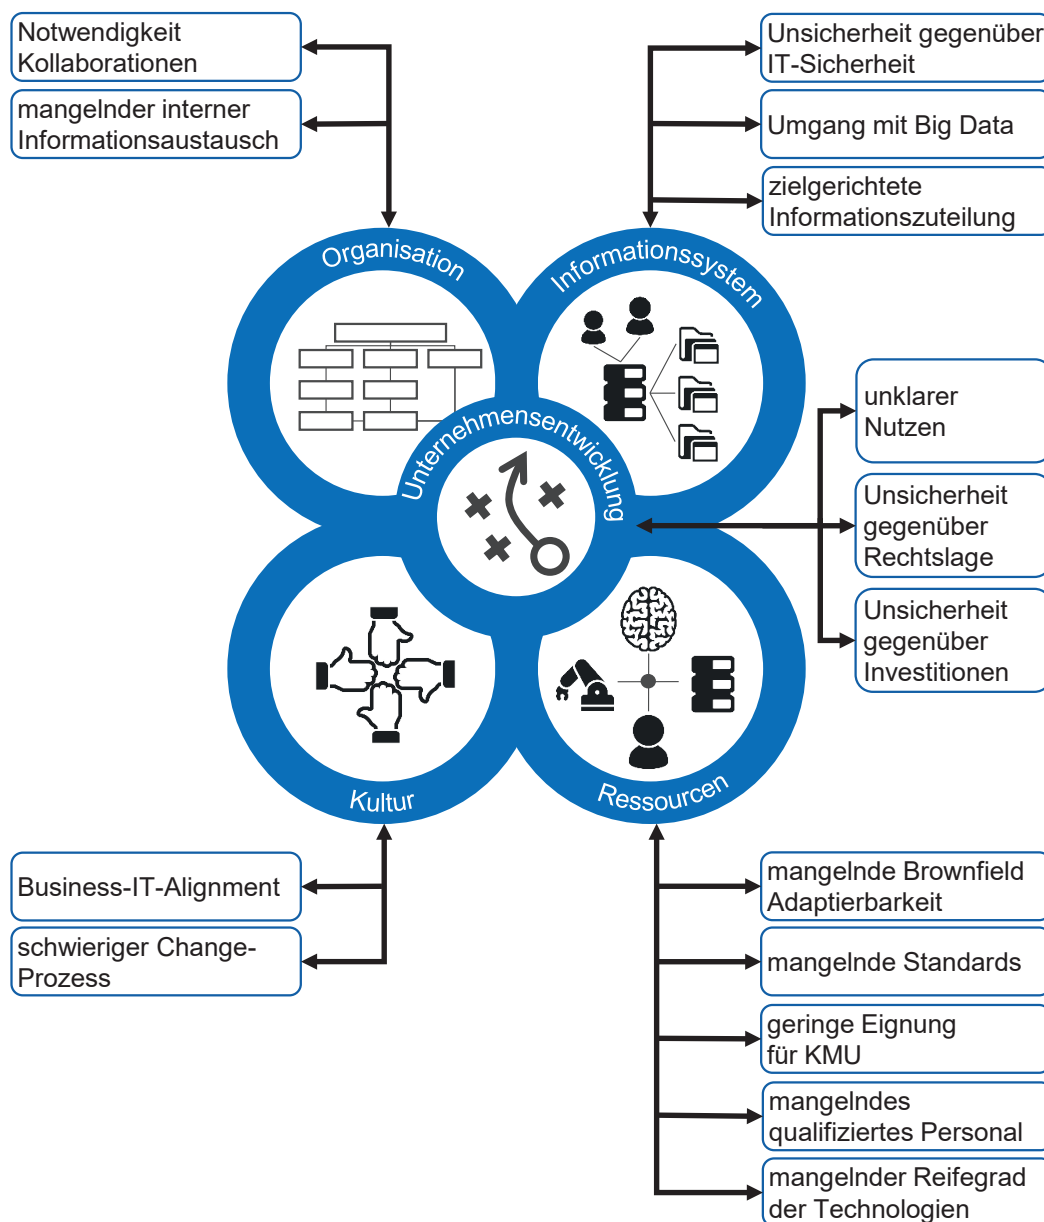 Notwendigkeit
Kollaborationen
mangelnder interner
Informationsaustausch
Unsicherheit gegenüber
IT-Sicherheit
Umgang mit Big Data
zielgerichtete
Informationszuteilung
Organisation
Informationssystem
Unternehmensentwicklung
unklarer
Nutzen
Unsicherheit
gegenüber
Rechtslage
Unsicherheit
gegenüber
Investitionen
Kultur
Ressourcen
Business-IT-Alignment
schwieriger Change-
Prozess
mangelnde Brownfield
Adaptierbarkeit
mangelnde Standards
geringe Eignung
für KMU
mangelndes
qualifiziertes Personal
mangelnder Reifegrad
der Technologien